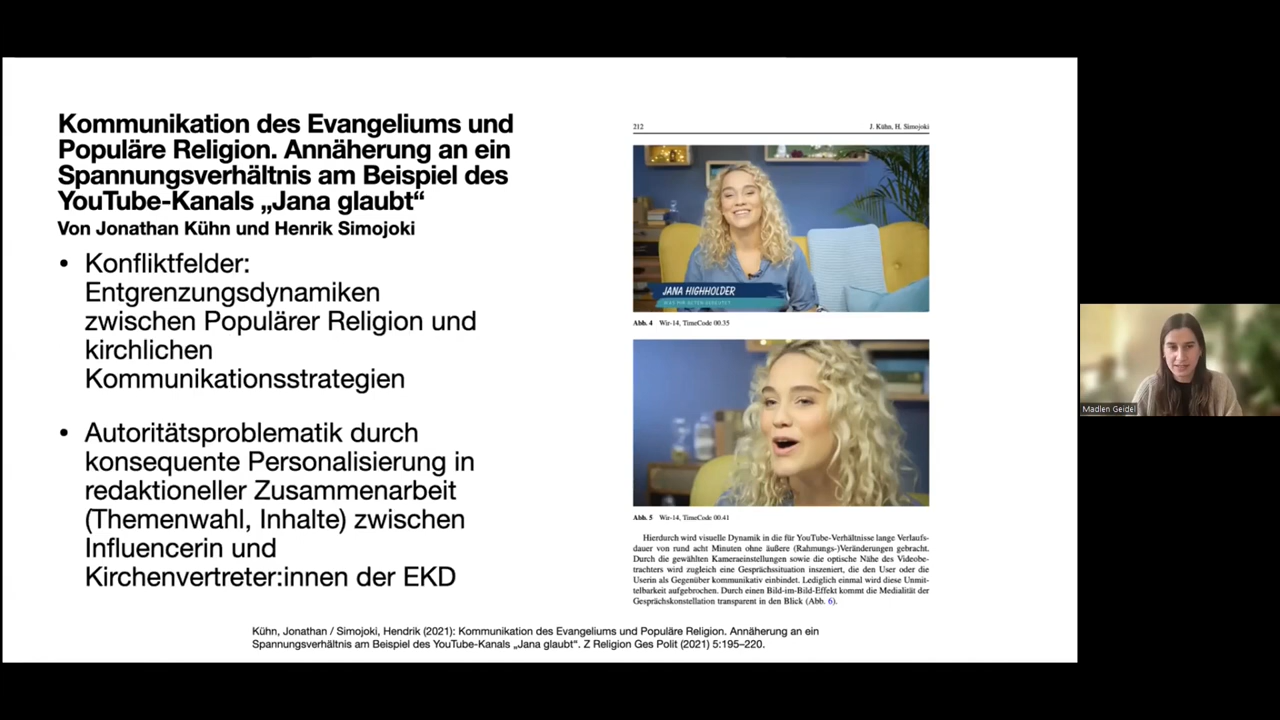 Kommunikation des Evangeliums und
Populäre Religion. Annäherung an ein
Spannungsverhältnis am Beispiel des
YouTube-Kanals „Jana glaubt“
Von Jonathan Kühn und Henrik Simojoki
• Konfliktfelder:
Entgrenzungsdynamiken
zwischen Populärer Religion und
kirchlichen
Kommunikationsstrategien
• Autoritätsproblematik durch
konsequente Personalisierung in
redaktioneller Zusammenarbeit
(Themenwahl, Inhalte) zwischen
Influencerin und
Kirchenvertreter:innen der EKD
212 J. Kühn, H. Simojoki
JANA HIGHHOLDER
Abb. 4 Wir-14, TimeCode 00.35
Abb. 5 Wir-14, TimeCode 00.41
Hierdurch wird visuelle Dynamik in die für YouTube-Verhältnisse lange Verlaufs-
dauer von rund acht Minuten ohne äußere (Rahmungs-)Veränderungen gebracht.
Durch die gewählten Kameraeinstellungen sowie die optische Nähe des Videobe-
trachters wird zugleich eine Gesprächssituation inszeniert, die den User oder die
Userin als Gegenüber kommunikativ einbindet. Lediglich einmal wird diese Unmit-
telbarkeit aufgebrochen. Durch einen Bild-im-Bild-Effekt kommt die Medialität der
Gesprächskonstellation transparent in den Blick (Abb. 6).
Kühn, Jonathan / Simojoki, Hendrik (2021): Kommunikation des Evangeliums und Populäre Religion. Annäherung an ein
Spannungsverhältnis am Beispiel des YouTube-Kanals „Jana glaubt“. Z Religion Ges Polit (2021) 5:195–220.
Madlen Geidel